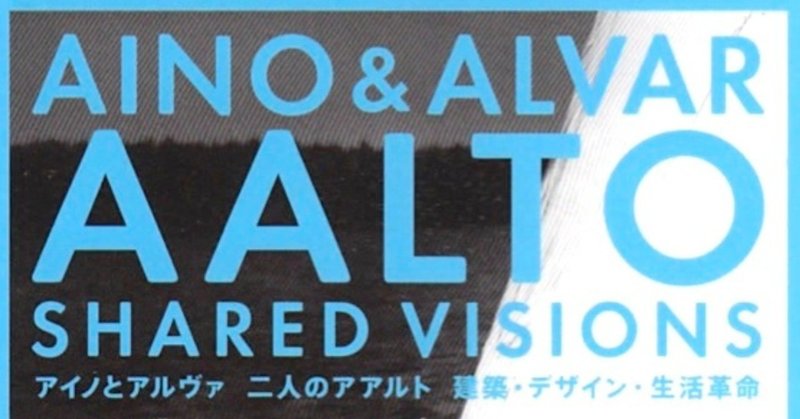 AINO & ALVAR
AALTO
SHARED VISIONS
アイノとアルヴァ 二人のアアルト 建築・デザイン・生活革命